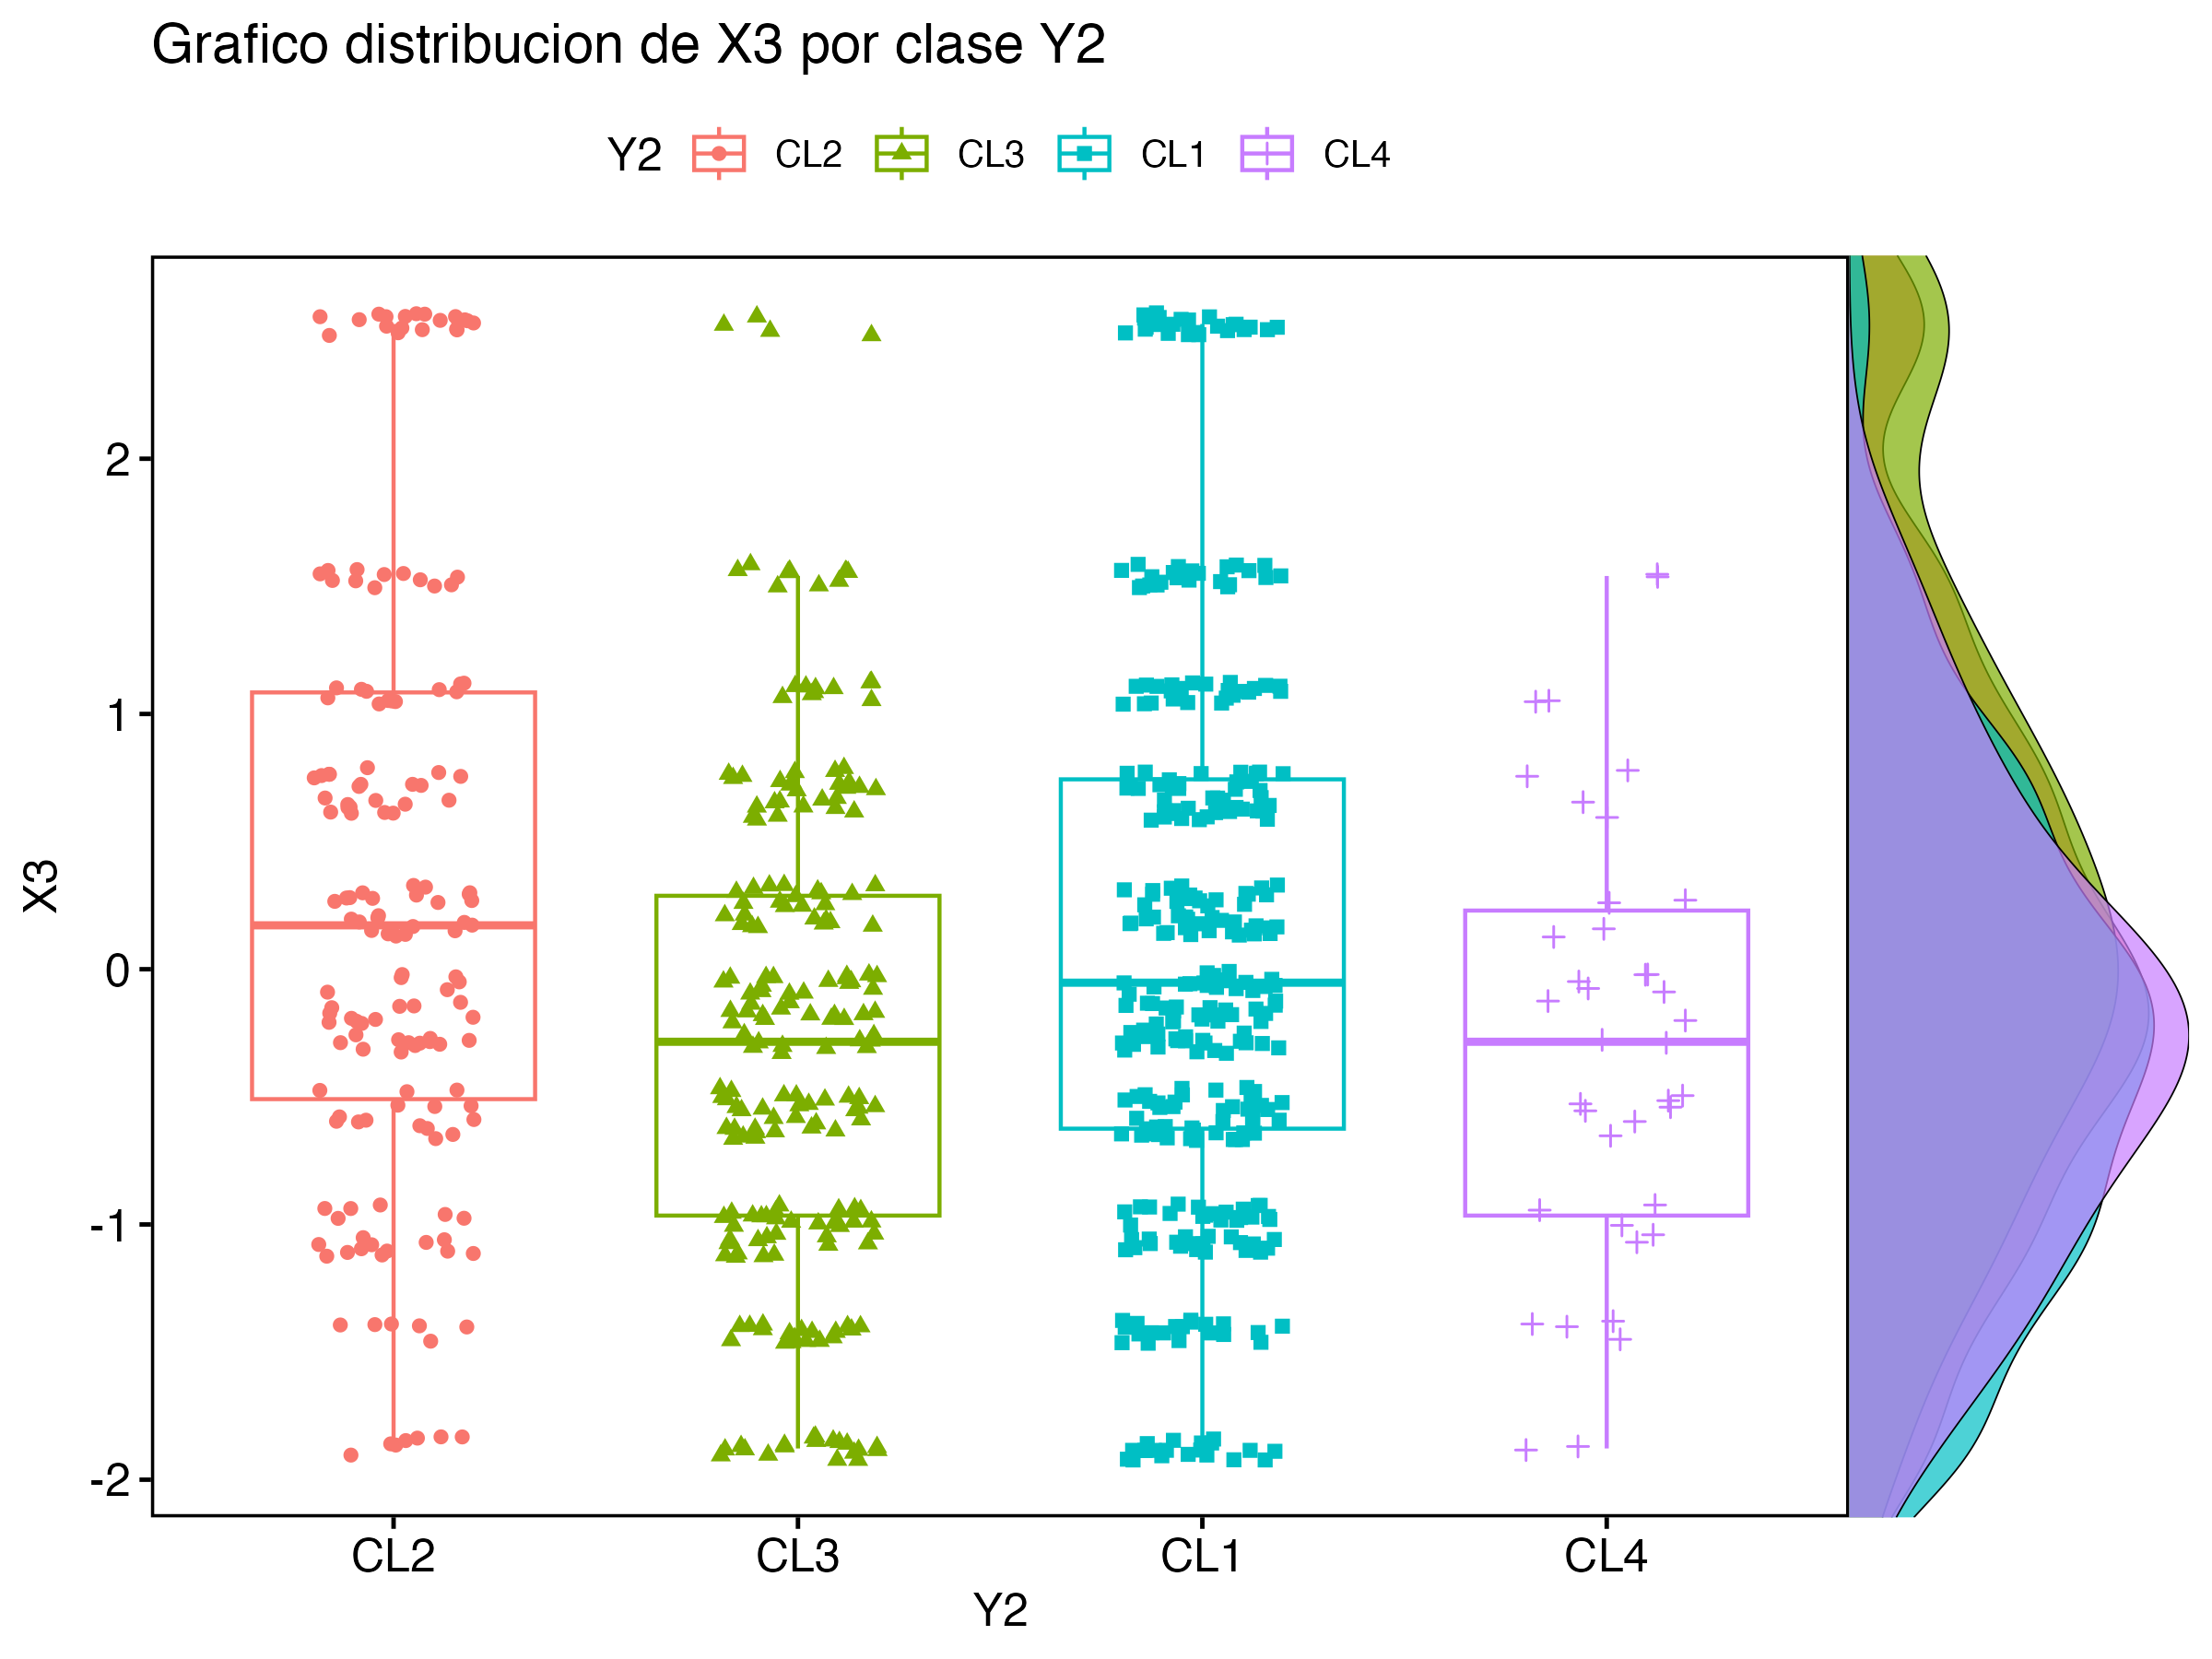 Grafico distribucion de X3 por clase Y2
Y2 CL2 CL3 CL1 CL4
X3
2
1
0
-1
-2
CL2 CL3 CL1 CL4
Y2